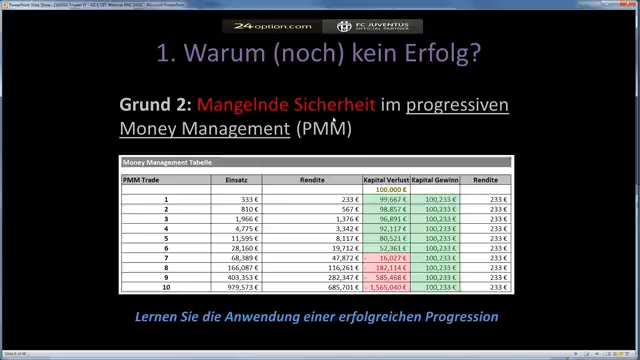 24option.com FC JUVENTUS OFFICIAL PARTNER
1. Warum (noch) kein Erfolg?
Grund 2: Mangelnde Sicherheit im progressiven
Money Management (PMM)
Money Management Tabelle
PMM Trade Einsatz Rendite Kapital Verlust Kapital Gewinn Rendite
100.000 €
1 333 € 233 € 99,667 € 100,233 € 233 €
2 810 € 567 € 98,857 € 100,233 € 233 €
3 1,966 € 1,376 € 96,891 € 100,233 € 233 €
4 4,775 € 3,342 € 92,117 € 100,233 € 233 €
5 11,595 € 8,117 € 80,521 € 100,233 € 233 €
6 28,160 € 19,712 € 52,361 € 100,233 € 233 €
7 68,389 € 47,872 € - 16,027 € 100,233 € 233 €
8 166,087 € 116,261 € - 182,114 € 100,233 € 233 €
9 403,354 € 282,347 € - 585,468 € 100,233 € 233 €
10 979,573 € 685,701 € - 1,565,040 € 100,233 € 233 €
Lernen Sie die Anwendung einer erfolgreichen Progression